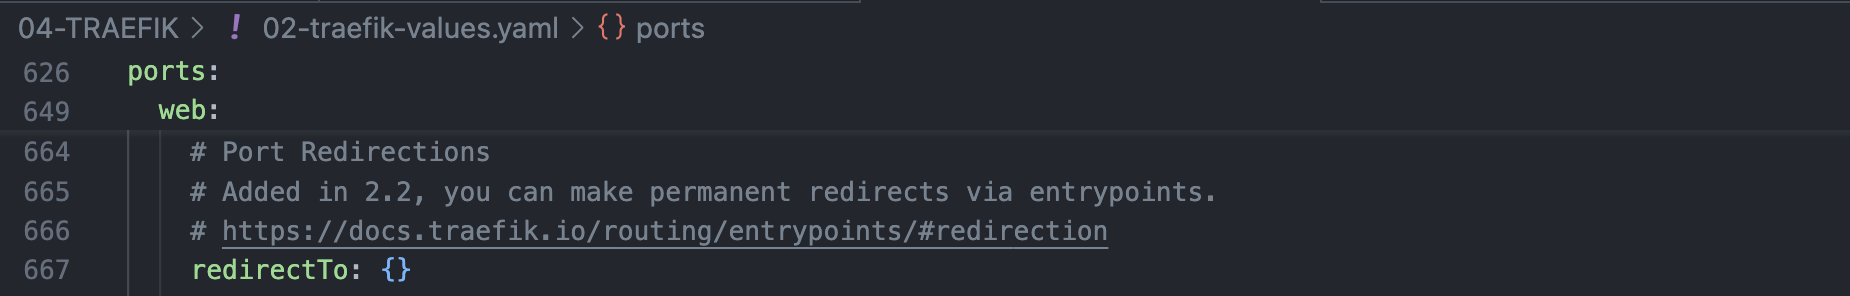 04-TRAEFIK > ! 02-traefik-values.yaml > {} ports
626 ports:
649 web:
664 # Port Redirections
665 # Added in 2.2, you can make permanent redirects via entrypoints.
666 # https://docs.traefik.io/routing/entrypoints/#redirection
667 redirectTo: {}